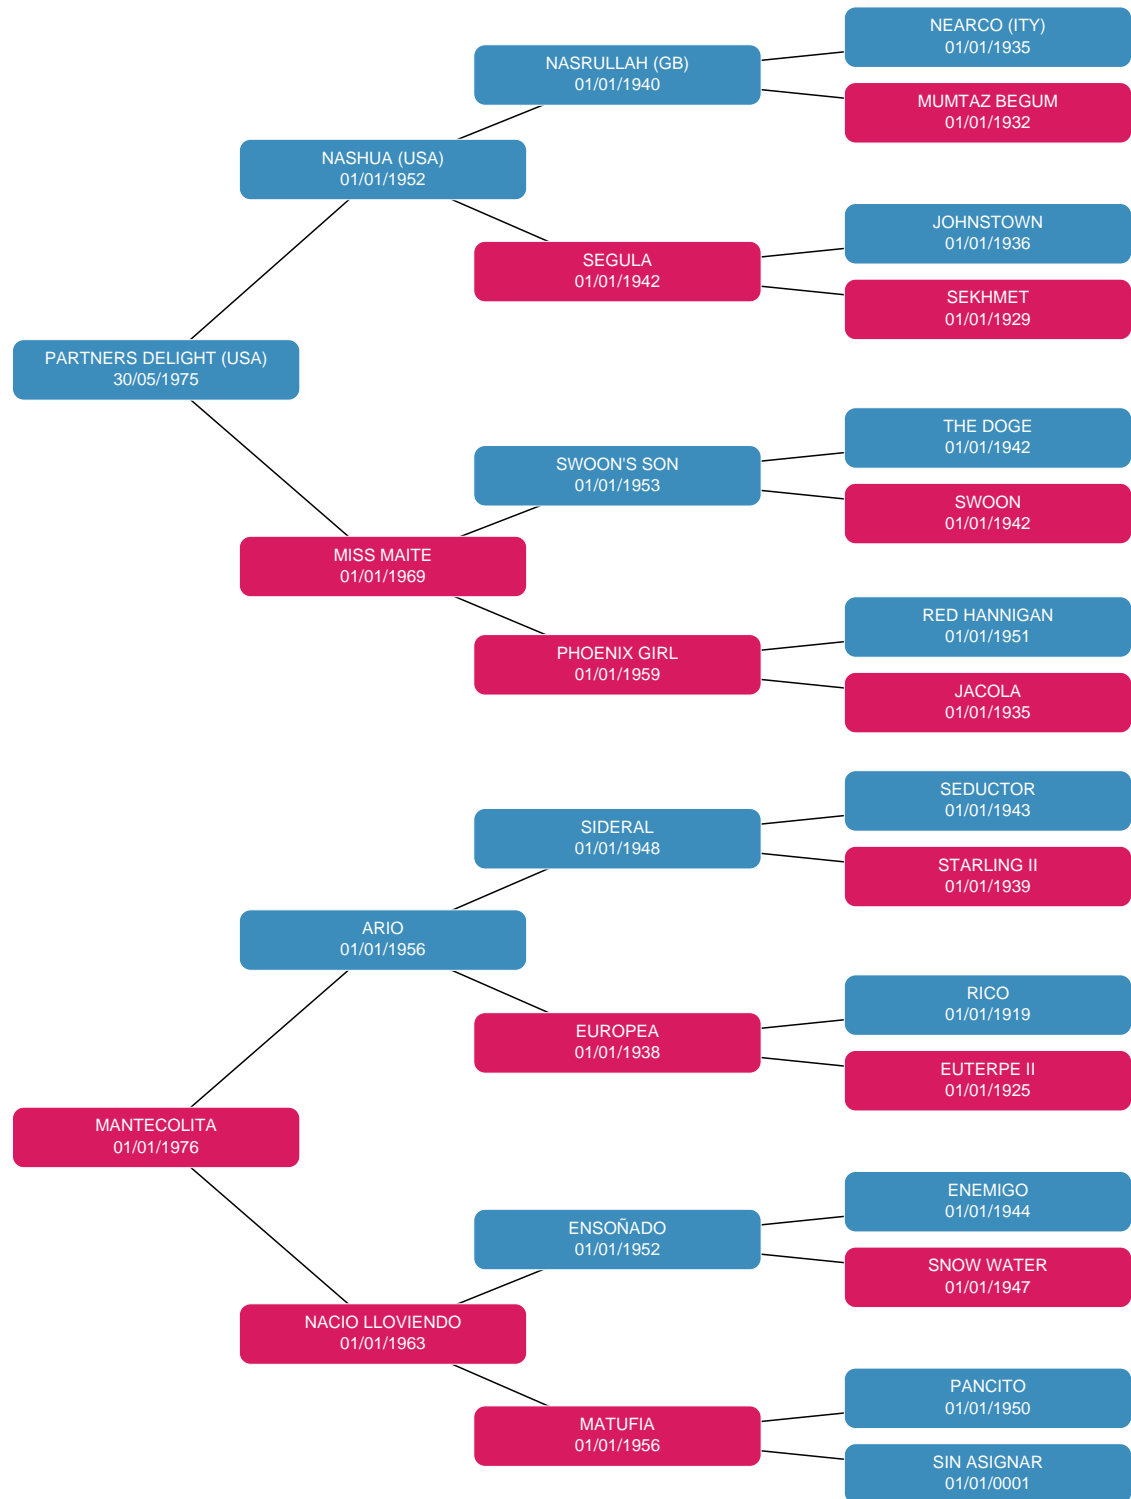 NEARCO (ITY)
01/01/1935
NASRULLAH (GB)
01/01/1940
MUMTAZ BEGUM
01/01/1932
NASHUA (USA)
01/01/1952
JOHNSTOWN
01/01/1936
SEGULA
01/01/1942
SEKHMET
01/01/1929
PARTNERS DELIGHT (USA)
30/05/1975
THE DOGE
01/01/1942
SWOON'S SON
01/01/1953
SWOON
01/01/1942
MISS MAITE
01/01/1969
RED HANNIGAN
01/01/1951
PHOENIX GIRL
01/01/1959
JACOLA
01/01/1935
SEDUCTOR
01/01/1943
SIDERAL
01/01/1948
STARLING II
01/01/1939
ARIO
01/01/1956
RICO
01/01/1919
EUROPEA
01/01/1938
EUTERPE II
01/01/1925
MANTECOLITA
01/01/1976
ENEMIGO
01/01/1944
ENSOÑADO
01/01/1952
SNOW WATER
01/01/1947
NACIO LLOVIENDO
01/01/1963
PANCITO
01/01/1950
MATUFIA
01/01/1956
SIN ASIGNAR
01/01/0001